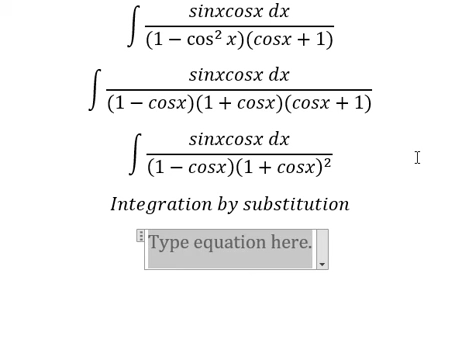 ∫ sinxcosx dx / (1 − cos² x)(cosx + 1)
∫ sinxcosx dx / (1 − cosx)(1 + cosx)(cosx + 1)
∫ sinxcosx dx / (1 − cosx)(1 + cosx)²
Integration by substitution
Type equation here.